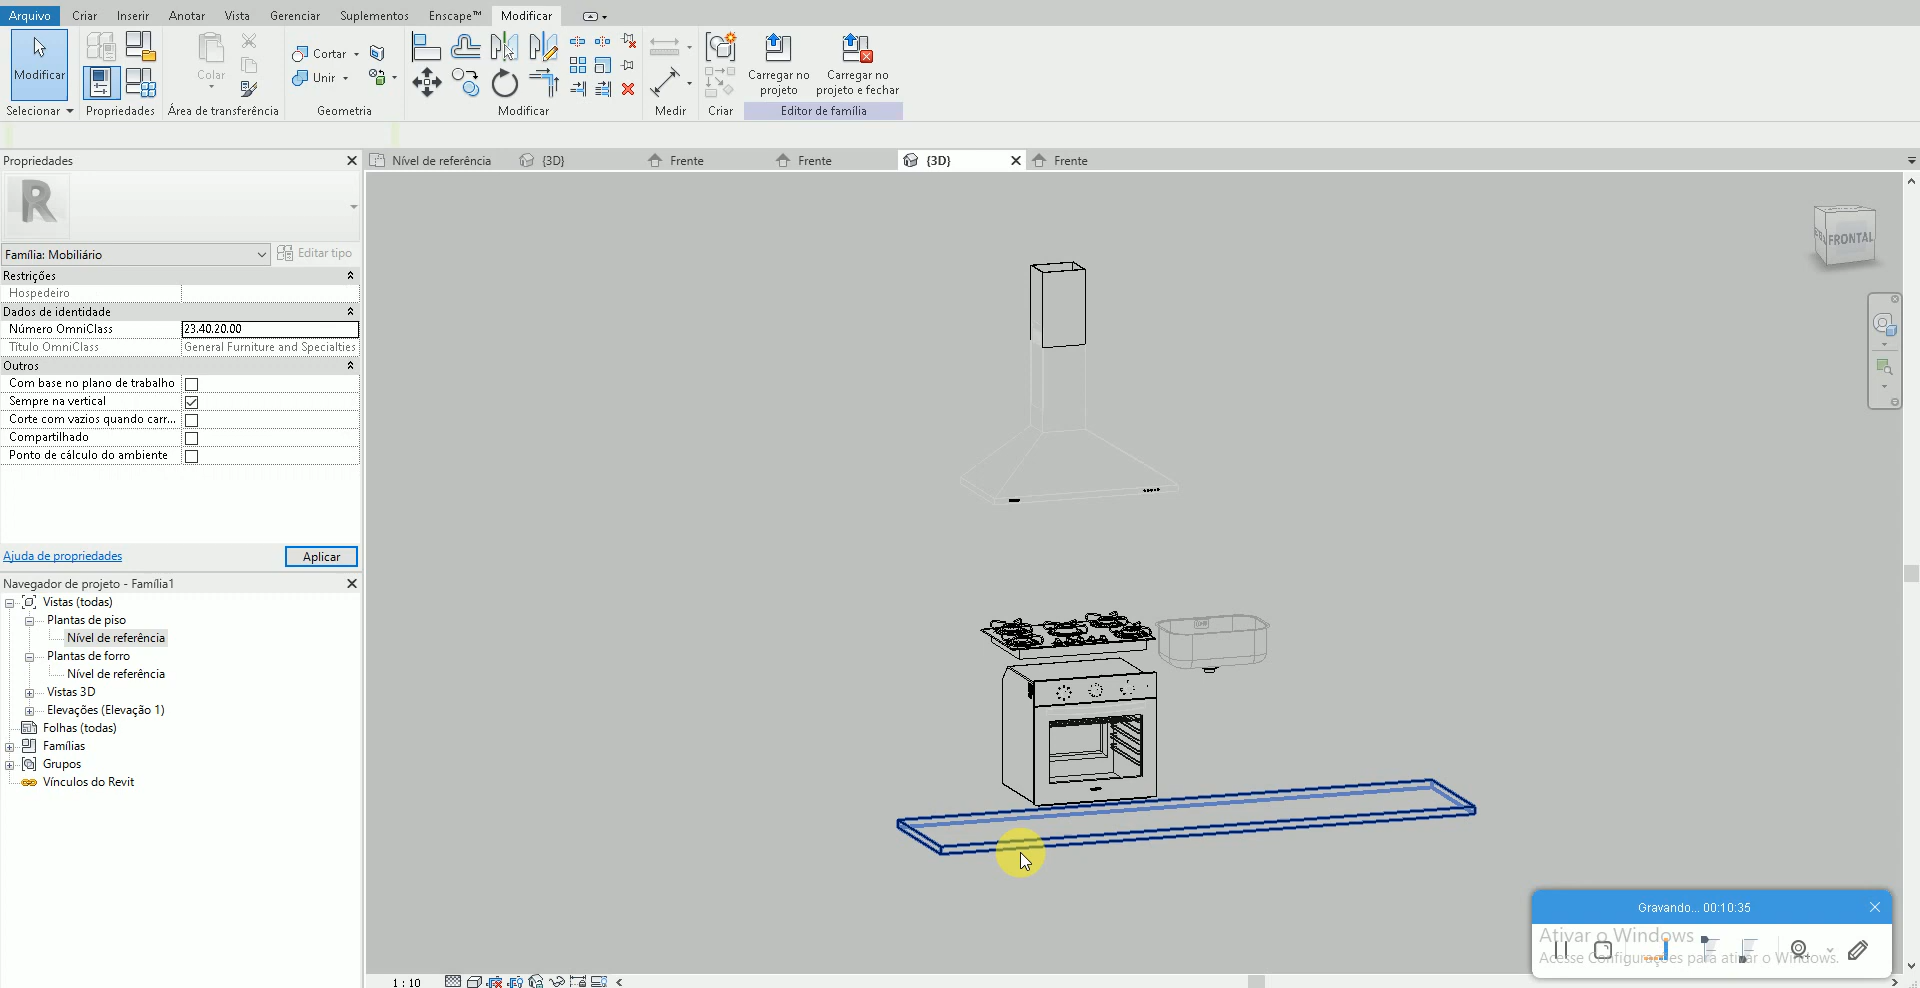 Arquivo Criar Inserir Anotar Vista Gerenciar Suplementos Enscape™ Modificar
Modificar
Colar
Cortar
Unir
Carregar no projeto
Carregar no projeto e fechar
Selecionar Propriedades Área de transferência Geometria Modificar Medir Criar Editor de família
Propriedades
Nível de referência {3D} Frente Frente {3D} Frente
R
Família: Mobiliário Editar tipo
Restrições
Hospedeiro
Dados de identidade
Número OmniClass 23.40.20.00
Título OmniClass General Furniture and Specialties
Outros
Com base no plano de trabalho
Sempre na vertical
Corte com vazios quando carr...
Compartilhado
Ponto de cálculo do ambiente
Ajuda de propriedades Aplicar
Navegador de projeto - Família1
Vistas (todas)
Plantas de piso
Nível de referência
Plantas de forro
Nível de referência
Vistas 3D
Elevações (Elevação 1)
Folhas (todas)
Famílias
Grupos
Vínculos do Revit
FRONTAL
Gravando... 00:10:35
Ativar o Windows
Acesse Configurações para ativar o Windows.
1 : 10